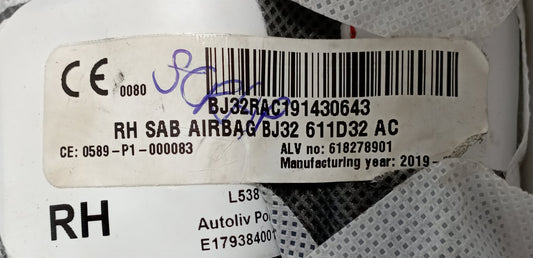 CE 0080
Scrap
BJ32RAC191430643
RH SAB AIRBAG BJ32 611D32 AC
CE: 0589-P1-000083
ALV no: 618278901
Manufacturing year: 2019-
L538
RH
Autoliv Po
E179384001